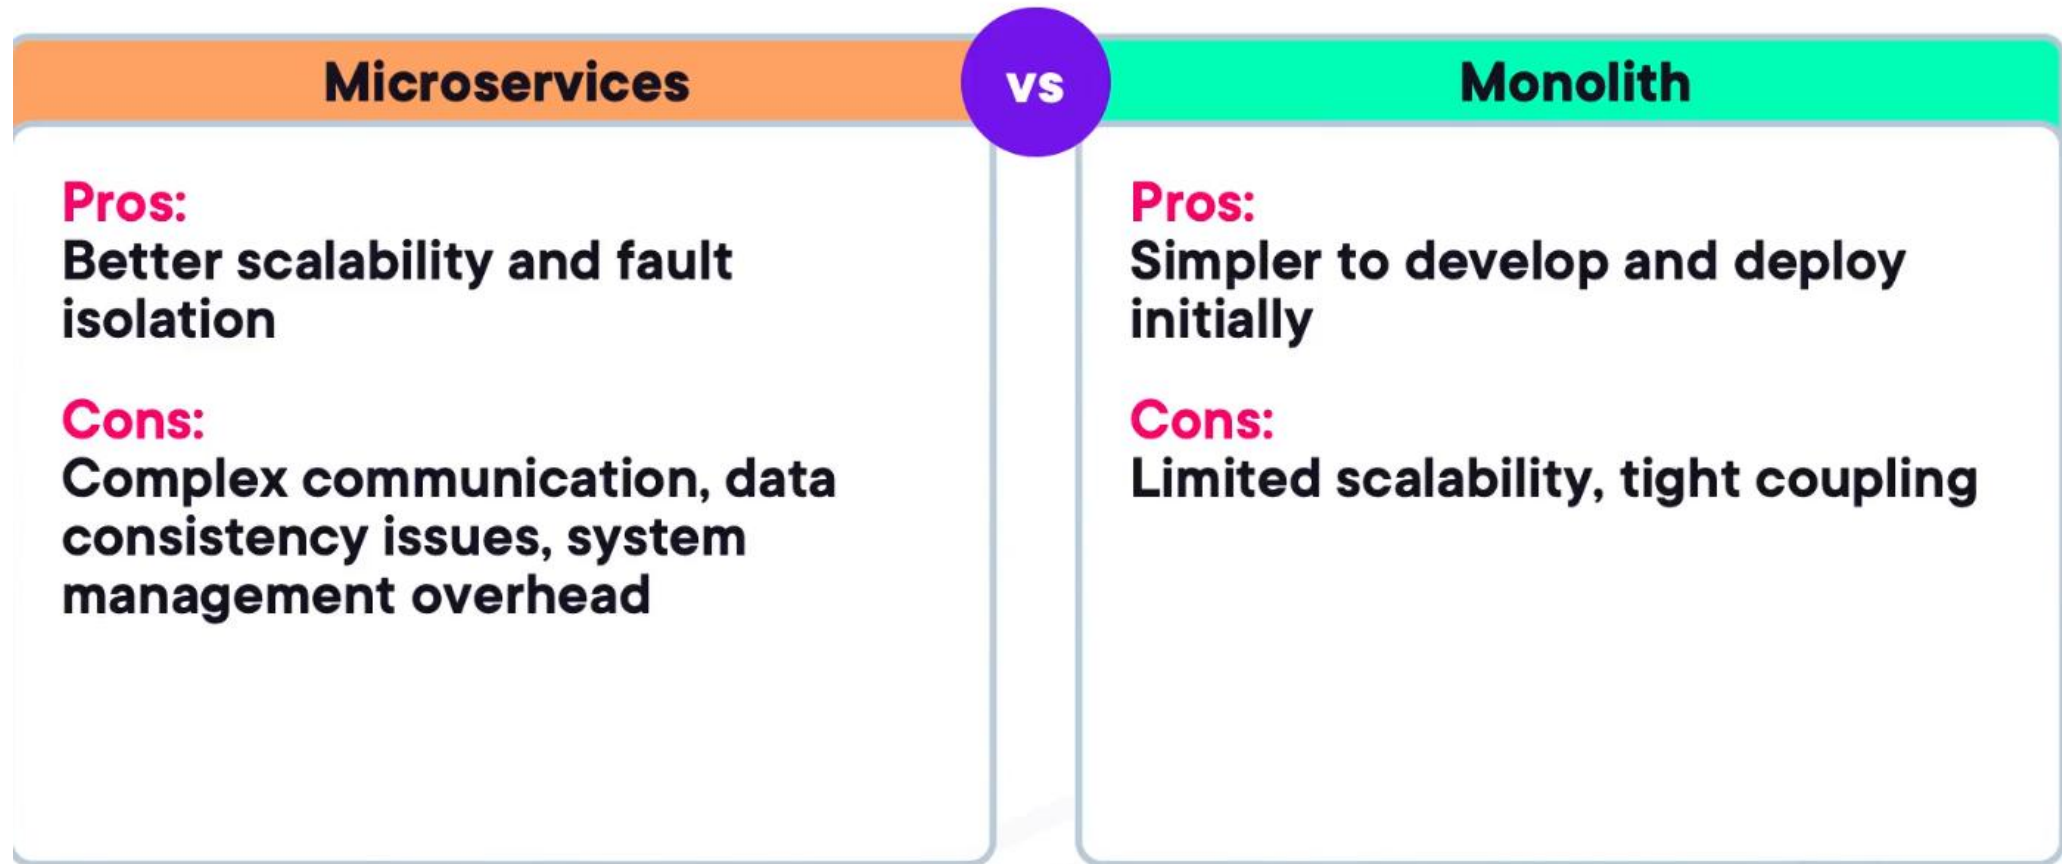 Microservices
vs
Monolith
Pros:
Better scalability and fault
isolation
Cons:
Complex communication, data
consistency issues, system
management overhead
Pros:
Simpler to develop and deploy
initially
Cons:
Limited scalability, tight coupling